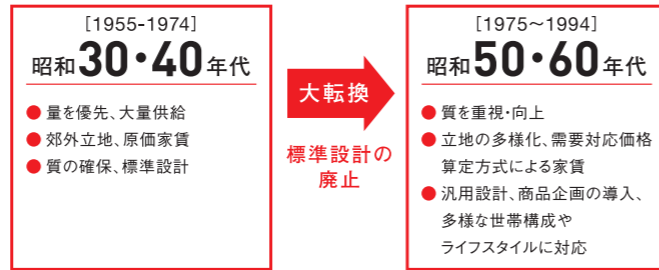 [1955-1974]
昭和30・40年代
● 量を優先、大量供給
● 郊外立地、原価家賃
● 質の確保、標準設計
大転換
標準設計の
廃止
[1975～1994]
昭和50・60年代
● 質を重視・向上
● 立地の多様化、需要対応価格
算定方式による家賃
● 汎用設計、商品企画の導入、
多様な世帯構成や
ライフスタイルに対応